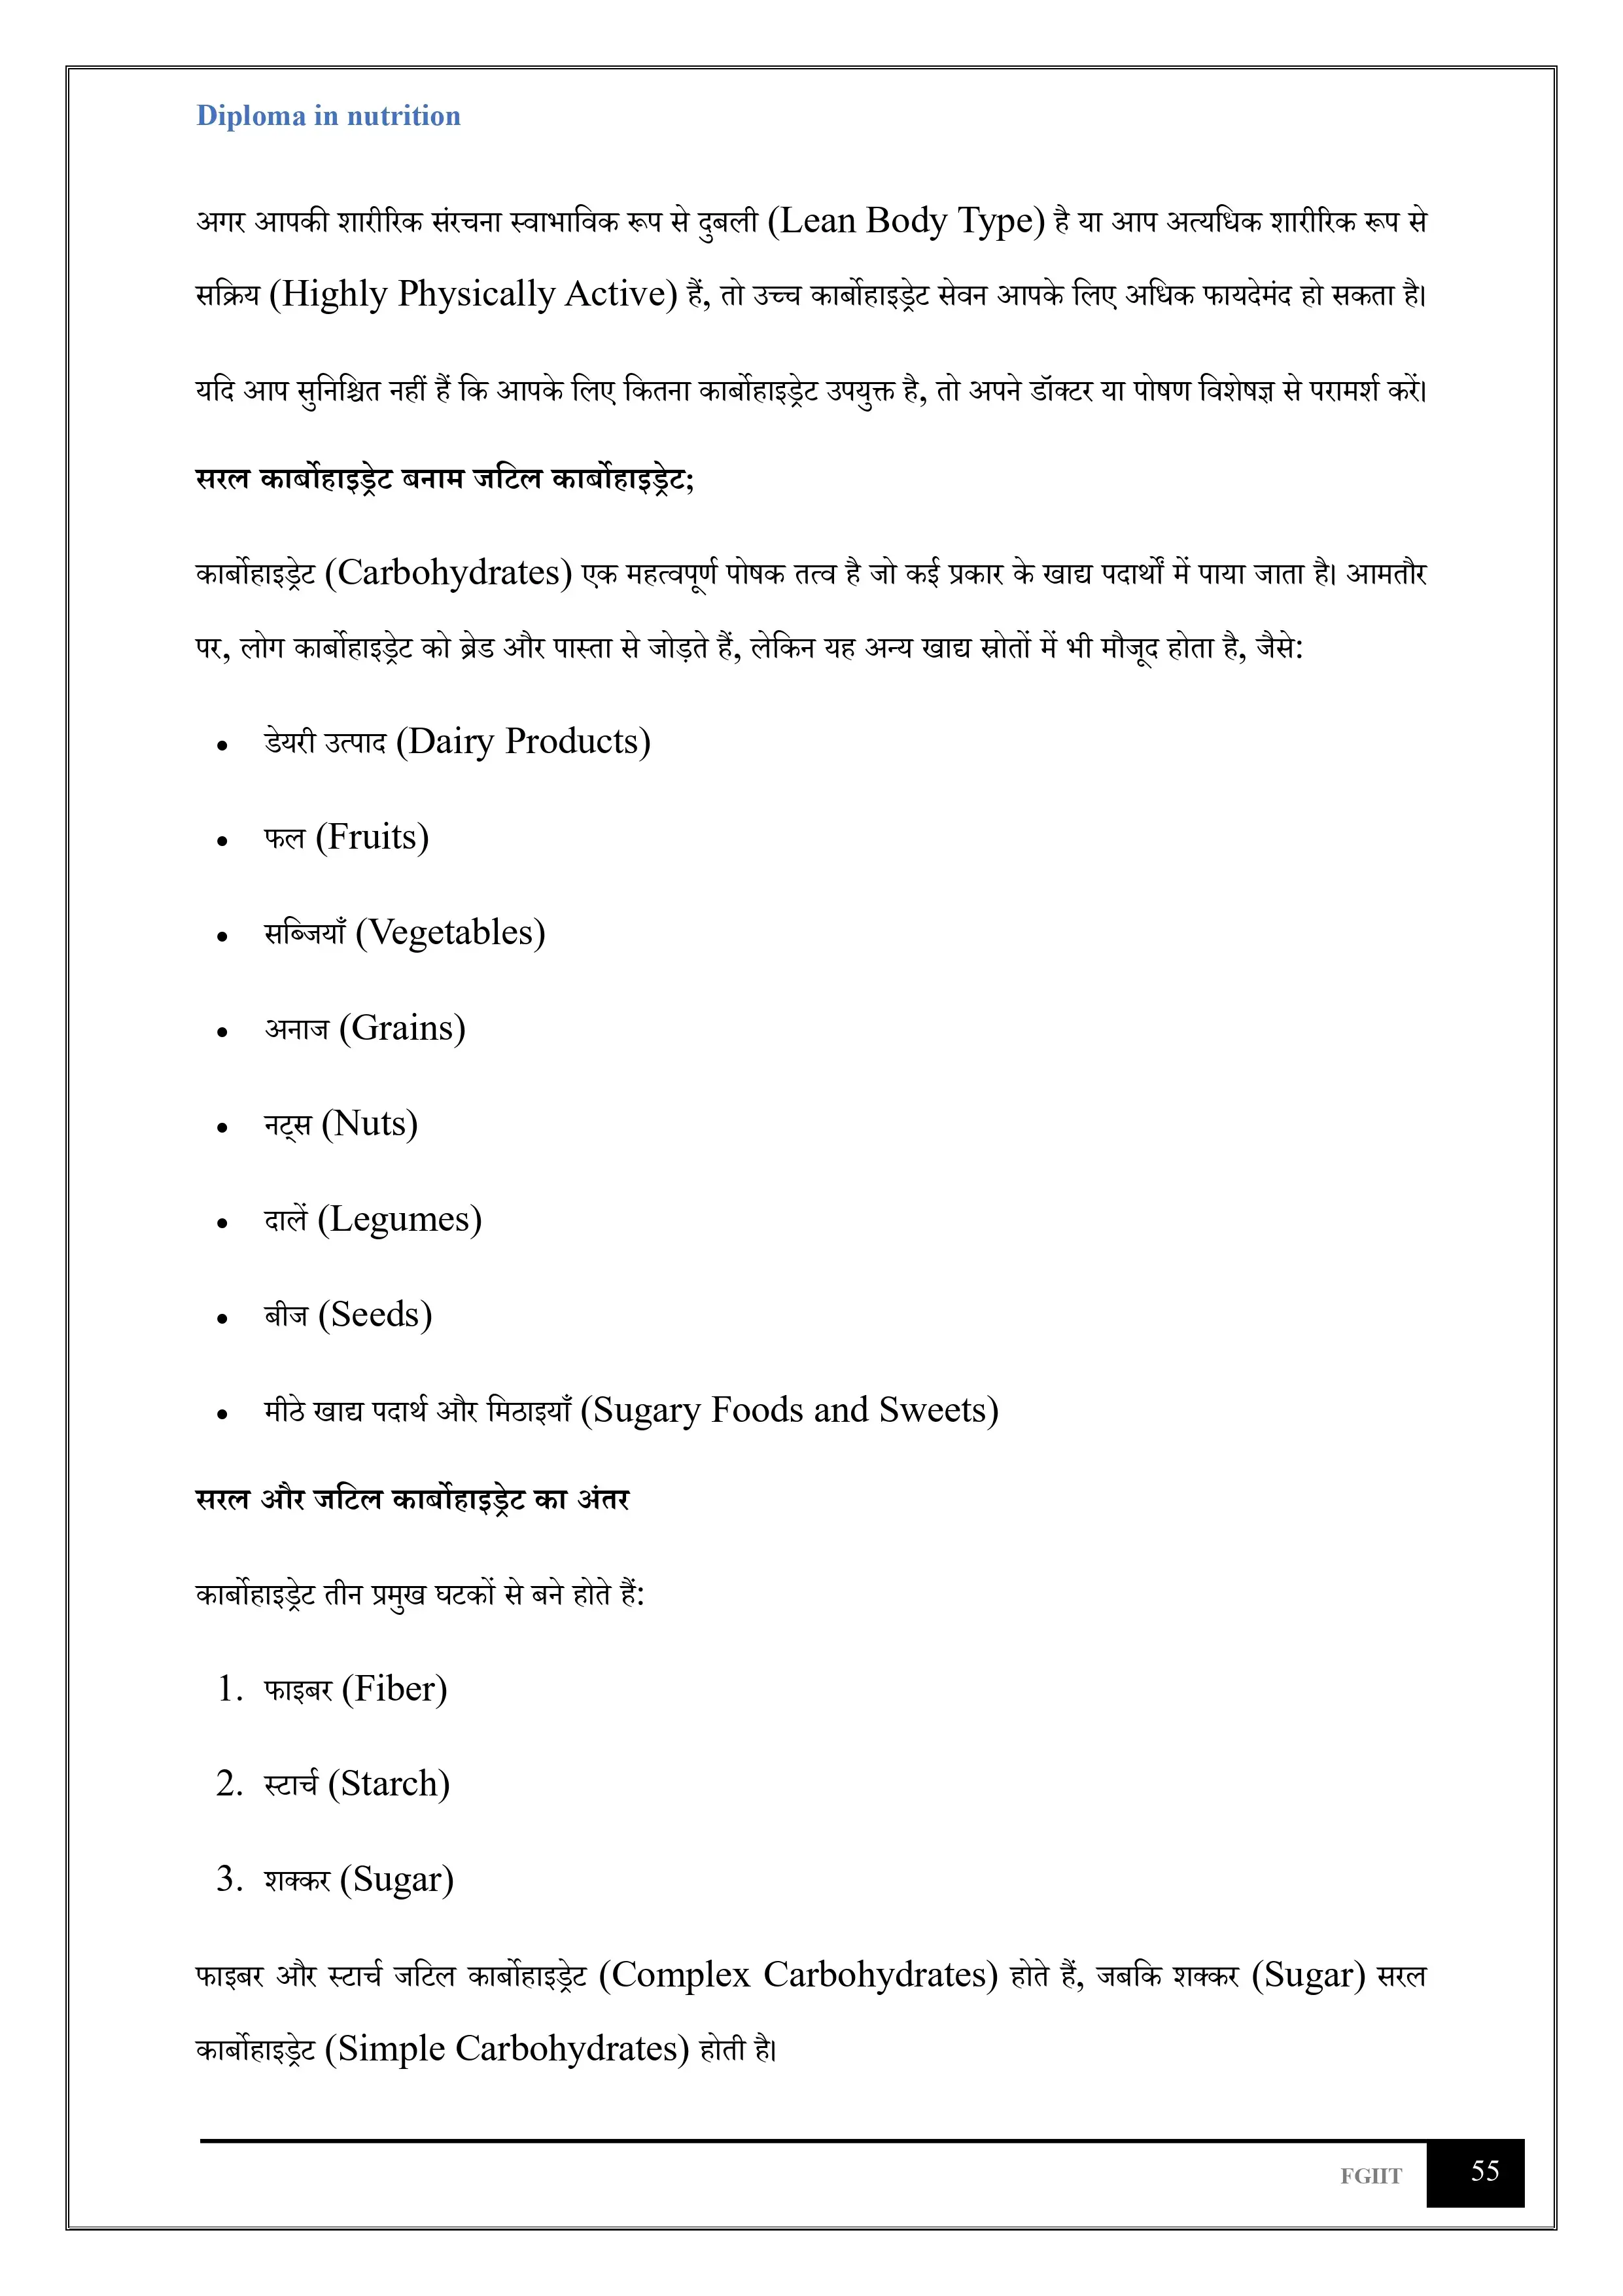 Diploma in nutrition
अगर आपकी शारीरिक संरचना स्वाभाविक रूप से दुबली (Lean Body Type) है या आप अत्यधिक शारीरिक रूप से
सक्रिय (Highly Physically Active) हैं, तो उच्च कार्बोहाइड्रेट सेवन आपके लिए अधिक फायदेमंद हो सकता है।
यदि आप सुनिश्चित नहीं हैं कि आपके लिए कितना कार्बोहाइड्रेट उपयुक्त है, तो अपने डॉक्टर या पोषण विशेषज्ञ से परामर्श करें।
सरल कार्बोहाइड्रेट बनाम जटिल कार्बोहाइड्रेट;
कार्बोहाइड्रेट (Carbohydrates) एक महत्वपूर्ण पोषक तत्व है जो कई प्रकार के खाद्य पदार्थों में पाया जाता है। आमतौर
पर, लोग कार्बोहाइड्रेट को ब्रेड और पास्ता से जोड़ते हैं, लेकिन यह अन्य खाद्य स्रोतों में भी मौजूद होता है, जैसे:
• डेयरी उत्पाद (Dairy Products)
• फल (Fruits)
• सब्जियाँ (Vegetables)
• अनाज (Grains)
• नट्स (Nuts)
• दालें (Legumes)
• बीज (Seeds)
• मीठे खाद्य पदार्थ और मिठाइयाँ (Sugary Foods and Sweets)
सरल और जटिल कार्बोहाइड्रेट का अंतर
कार्बोहाइड्रेट तीन प्रमुख घटकों से बने होते हैं:
1. फाइबर (Fiber)
2. स्टार्च (Starch)
3. शक्कर (Sugar)
फाइबर और स्टार्च जटिल कार्बोहाइड्रेट (Complex Carbohydrates) होते हैं, जबकि शक्कर (Sugar) सरल
कार्बोहाइड्रेट (Simple Carbohydrates) होती है।
FGIIT 55